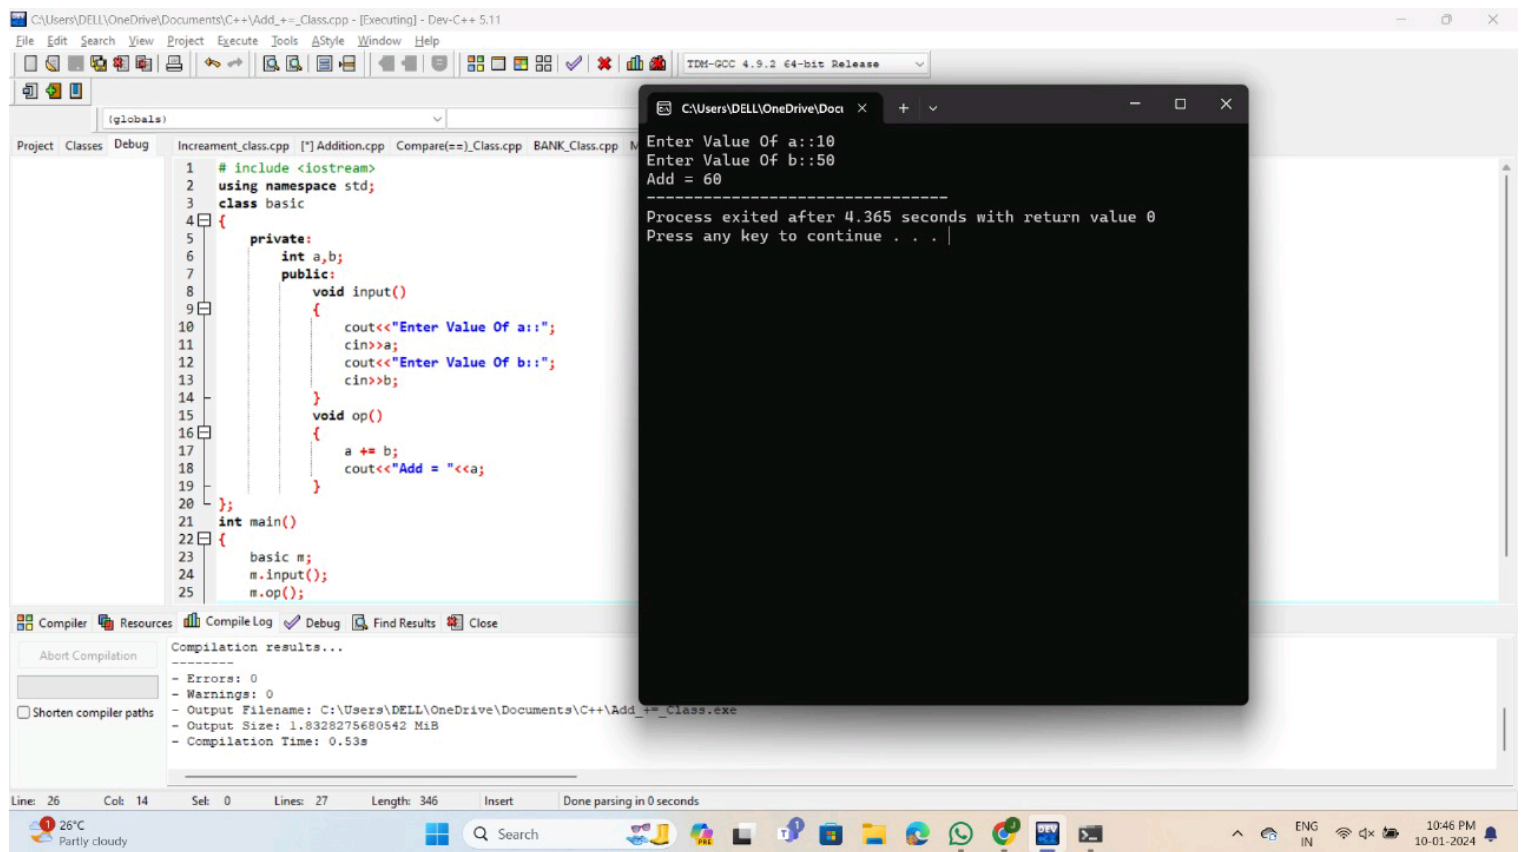 C:\Users\DELL\OneDrive\Documents\C++\Add_+=_Class.cpp - [Executing] - Dev-C++ 5.11
File Edit Search View Project Execute Tools AStyle Window Help
TDM-GCC 4.9.2 64-bit Release
(globals)
Project Classes Debug
Increament_class.cpp [*] Addition.cpp Compare(==)_Class.cpp BANK_Class.cpp
1 # include <iostream>
2 using namespace std;
3 class basic
4 {
5 private:
6 int a,b;
7 public:
8 void input()
9 {
10 cout<<"Enter Value Of a::";
11 cin>>a;
12 cout<<"Enter Value Of b::";
13 cin>>b;
14 }
15 void op()
16 {
17 a += b;
18 cout<<"Add = "<<a;
19 }
20 };
21 int main()
22 {
23 basic m;
24 m.input();
25 m.op();
C:\Users\DELL\OneDrive\Docu
Enter Value Of a::10
Enter Value Of b::50
Add = 60
--------------------------------
Process exited after 4.365 seconds with return value 0
Press any key to continue . . .
Compiler Resources Compile Log Debug Find Results Close
Abort Compilation
Shorten compiler paths
Compilation results...
--------
- Errors: 0
- Warnings: 0
- Output Filename: C:\Users\DELL\OneDrive\Documents\C++\Add_+=_Class.exe
- Output Size: 1.8328275680542 MiB
- Compilation Time: 0.53s
Line: 26 Col: 14 Sel: 0 Lines: 27 Length: 346 Insert Done parsing in 0 seconds
1
26°C
Partly cloudy
Search
PRE
1
DEV
ENG
IN
10:46 PM
10-01-2024